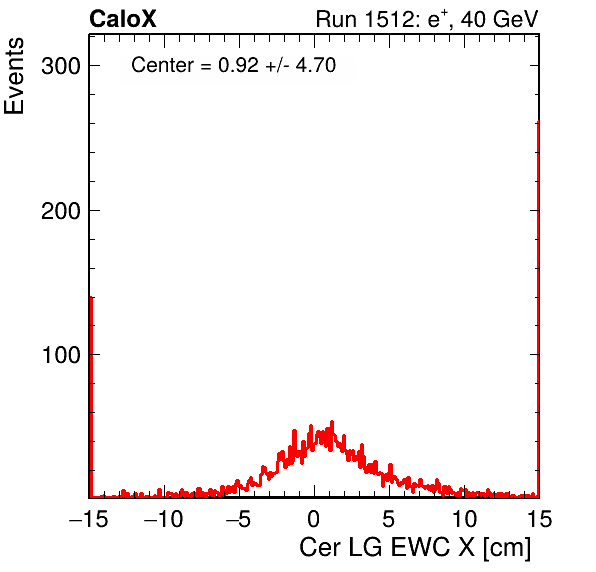 CaloX Run 1512: e⁺, 40 GeV
Events
Center = 0.92 +/- 4.70
300
200
100
−15 −10 −5 0 5 10 15
Cer LG EWC X [cm]